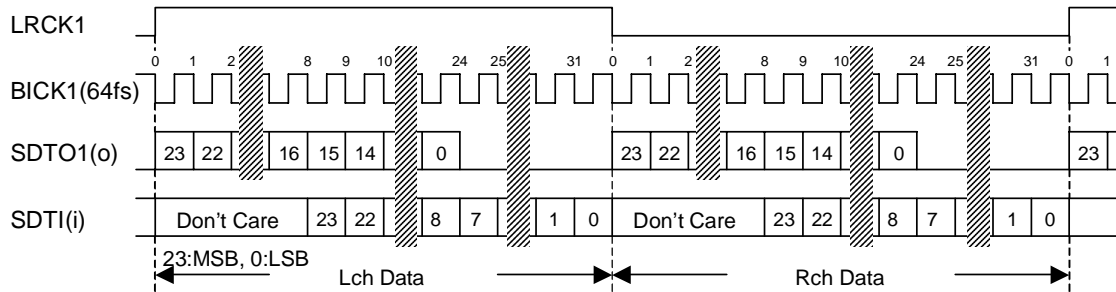 LRCK1
0 1 2 8 9 10 24 25 31 0 1 2 8 9 10 24 25 31 0 1
BICK1(64fs)
SDTO1(o) 23 22 16 15 14 0 23 22 16 15 14 0 23
SDTI(i) Don't Care 23 22 8 7 1 0 Don't Care 23 22 8 7 1 0
23:MSB, 0:LSB
Lch Data Rch Data